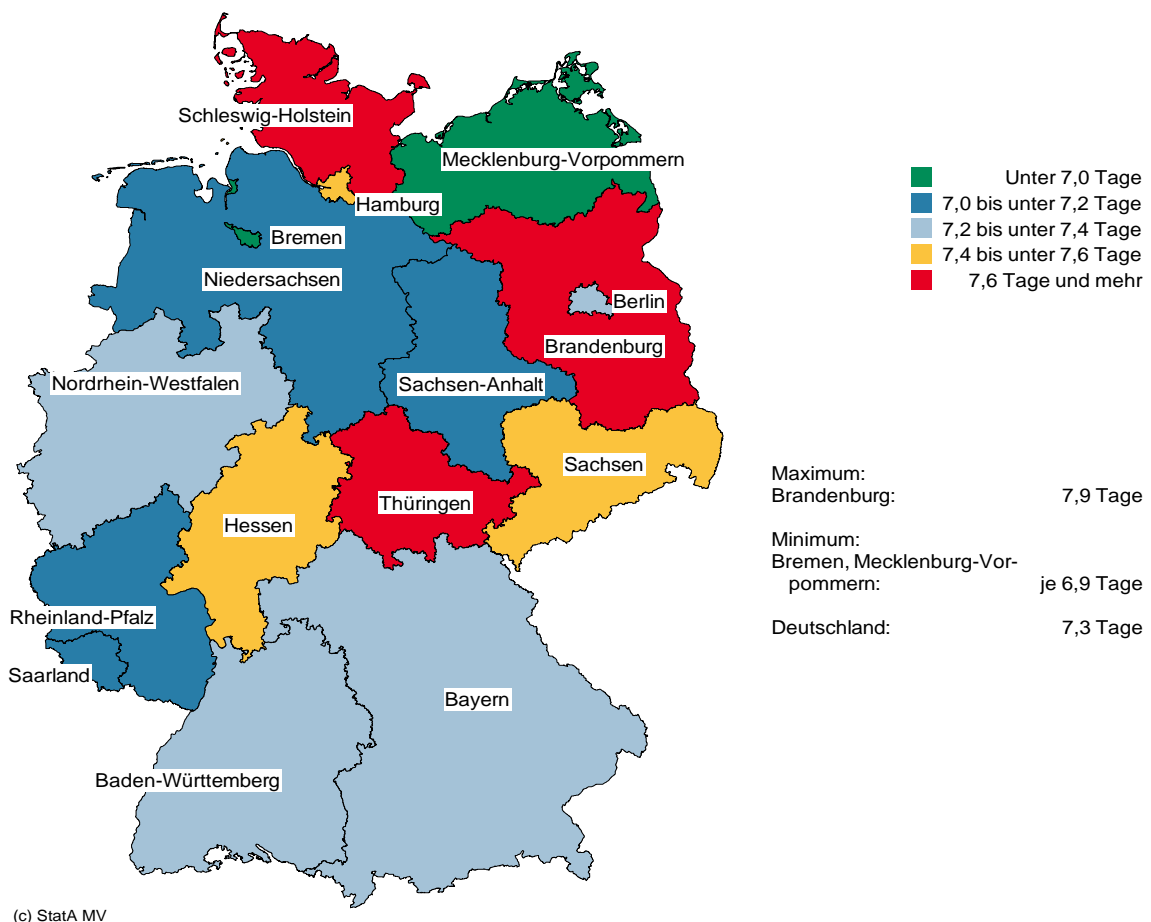 Schleswig-Holstein
Mecklenburg-Vorpommern
Hamburg
Bremen
Niedersachsen
Berlin
Brandenburg
Nordrhein-Westfalen
Sachsen-Anhalt
Sachsen
Thüringen
Hessen
Rheinland-Pfalz
Saarland
Bayern
Baden-Württemberg
Unter 7,0 Tage
7,0 bis unter 7,2 Tage
7,2 bis unter 7,4 Tage
7,4 bis unter 7,6 Tage
7,6 Tage und mehr
Maximum:
Brandenburg: 7,9 Tage
Minimum:
Bremen, Mecklenburg-Vor-
pommern: je 6,9 Tage
Deutschland: 7,3 Tage
(c) StatA MV